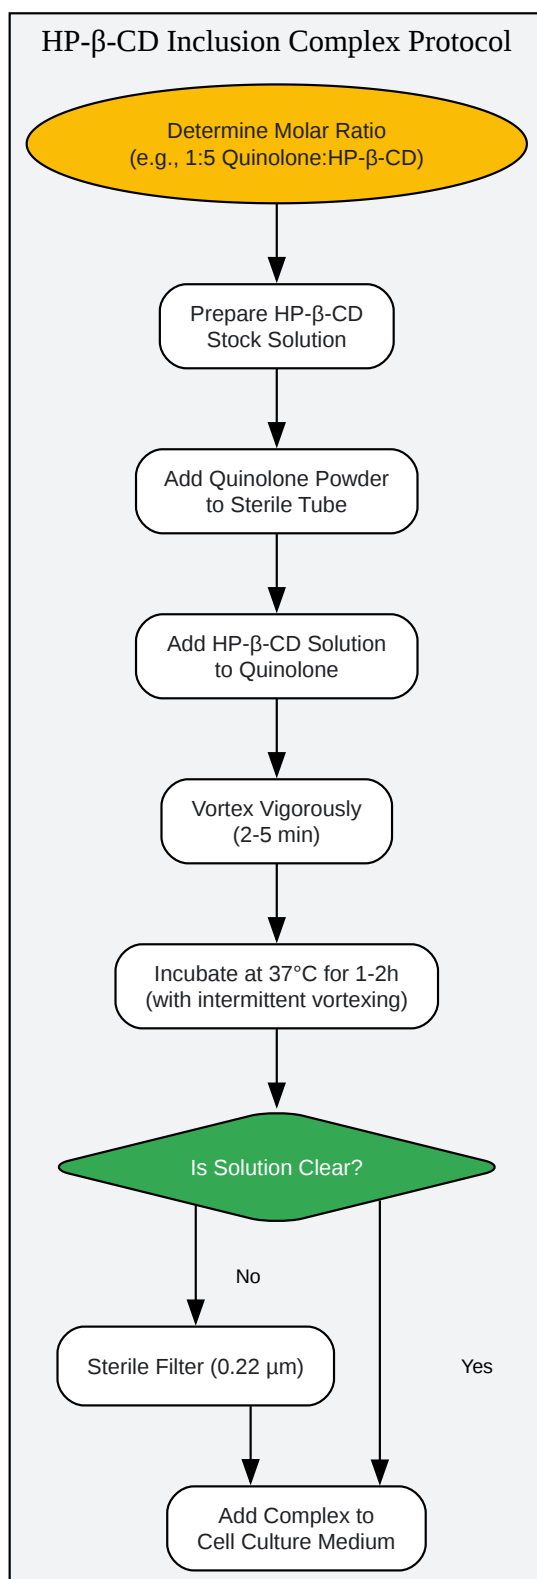 HP-β-CD Inclusion Complex Protocol
Determine Molar Ratio
(e.g., 1:5 Quinolone:HP-β-CD)
Prepare HP-β-CD
Stock Solution
Add Quinolone Powder
to Sterile Tube
Add HP-β-CD Solution
to Quinolone
Vortex Vigorously
(2-5 min)
Incubate at 37°C for 1-2h
(with intermittent vortexing)
Is Solution Clear?
No
Sterile Filter (0.22 µm)
Yes
Add Complex to
Cell Culture Medium